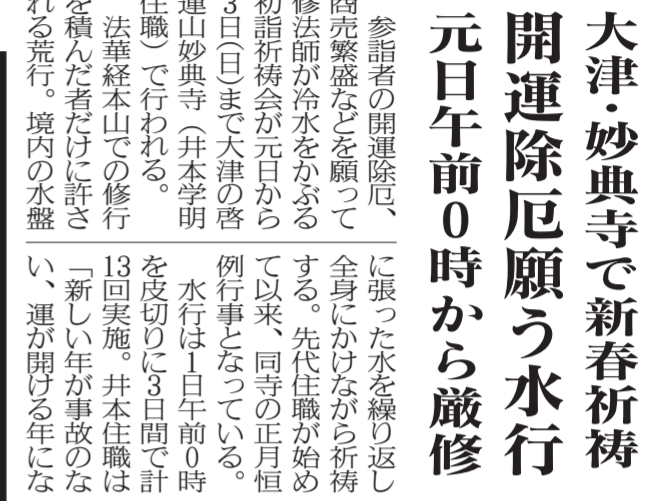 大津・妙典寺で新春祈祷
開運除厄願う水行
元日午前0時から厳修
参詣者の開運除厄、
商売繁盛などを願って
修法師が冷水をかぶる
初詣祈祷会が元日から
3日(日)まで大津の啓
運山妙典寺(井本学明
住職)で行われる。
法華経本山での修行
を積んだ者だけに許さ
れる荒行。境内の水盤
に張った水を繰り返し
全身にかけながら祈祷
する。先代住職が始め
て以来、同寺の正月恒
例行事となっている。
水行は1日午前0時
を皮切りに3日間で計
13回実施。井本住職は
「新しい年が事故のな
い、運が開ける年にな